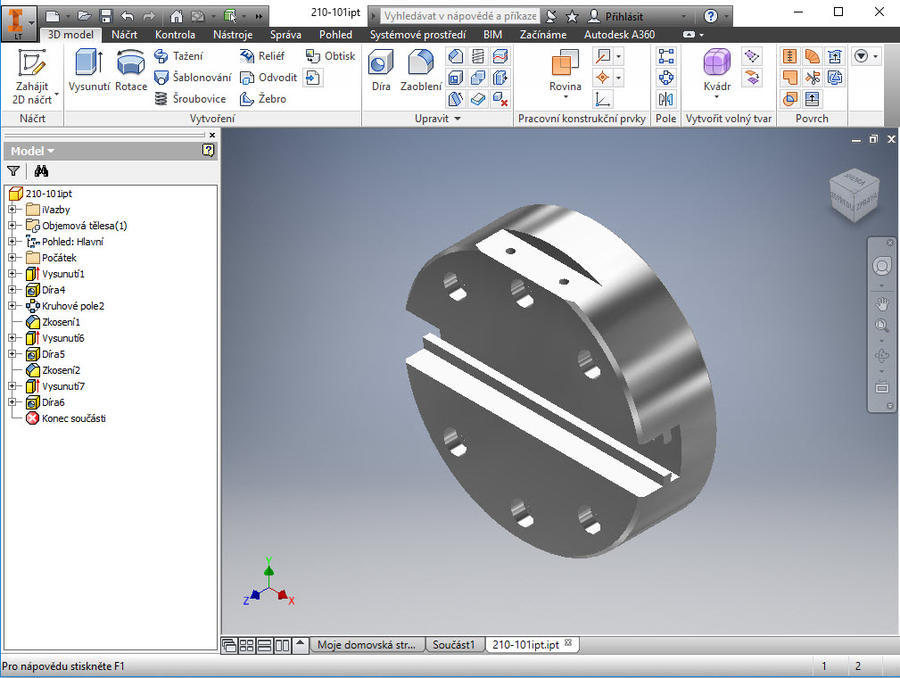 210-101ipt
Vyhledávat v nápovědě a příkaze
Přihlásit
LT
3D model Náčrt Kontrola Nástroje Správa Pohled Systémové prostředí BIM Začínáme Autodesk A360
Zahájit
2D náčrt
Vysunutí
Rotace
Tažení
Šablonování
Šroubovice
Reliéf
Odvodit
Žebro
Obtisk
Díra
Zaoblení
Rovina
Kvádr
Náčrt
Vytvoření
Upravit
Pracovní konstrukční prvky
Pole
Vytvořit volný tvar
Povrch
Model
210-101ipt
iVazby
Objemová tělesa(1)
Pohled: Hlavní
Počátek
Vysunutí1
Díra4
Kruhové pole2
Zkosení1
Vysunutí6
Díra5
Zkosení2
Vysunutí7
Díra6
Konec součásti
Y
Z
X
Moje domovská str...
Součást1
210-101ipt.ipt
Pro nápovědu stiskněte F1
1 2